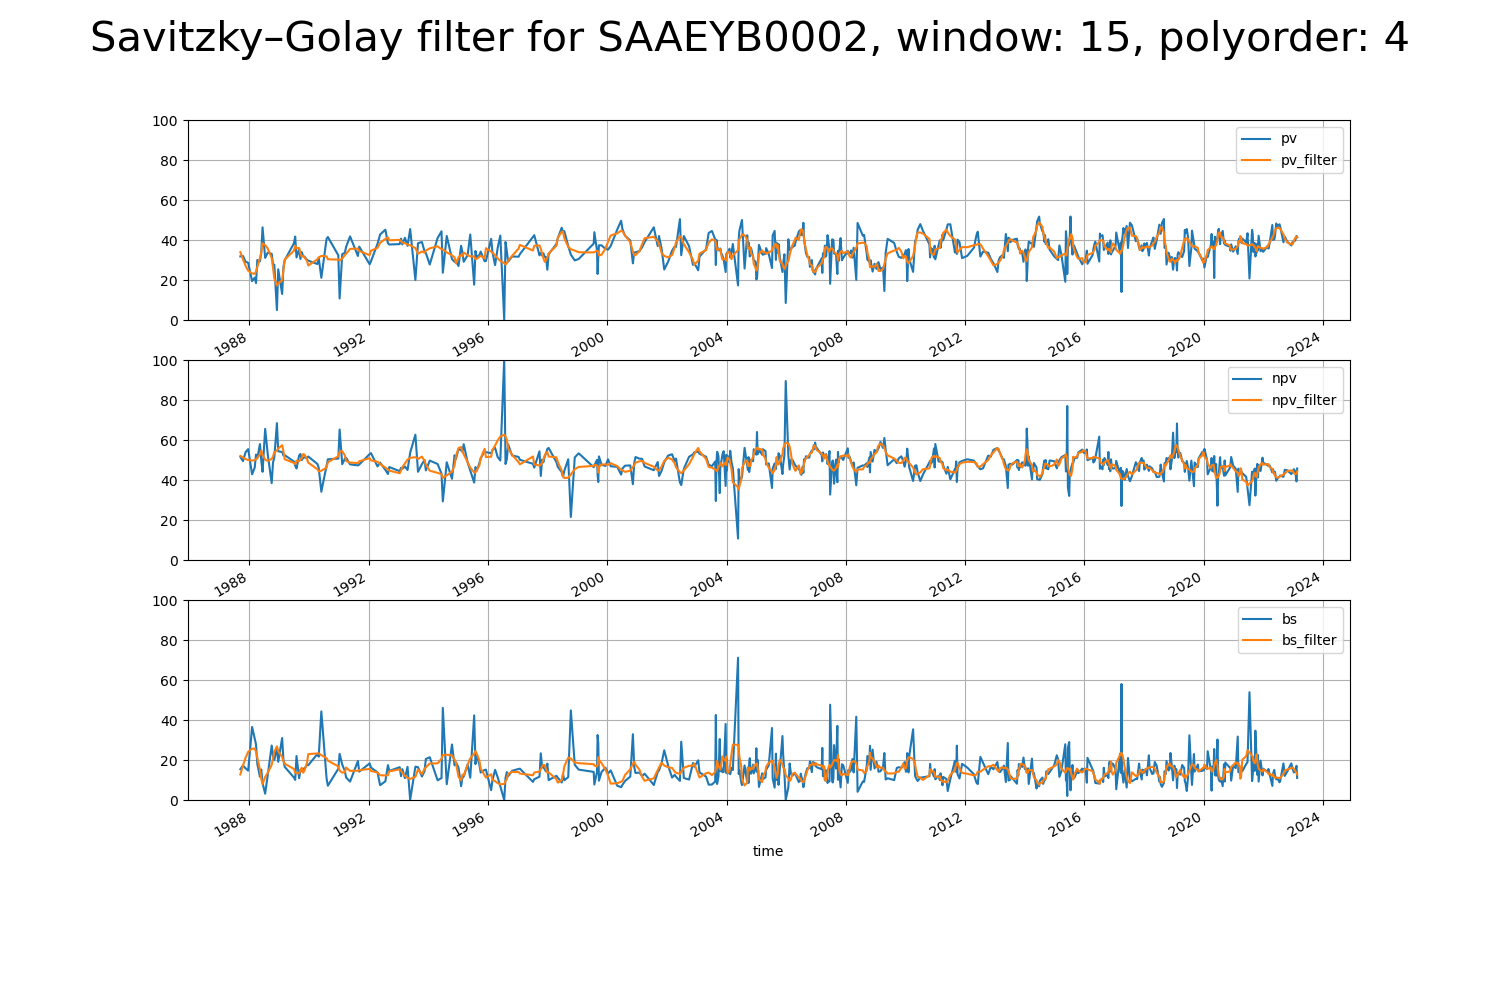 Savitzky–Golay filter for SAAEYB0002, window: 15, polyorder: 4
100
80
60
40
20
0
pv
pv_filter
1988 1992 1996 2000 2004 2008 2012 2016 2020 2024
100
80
60
40
20
0
npv
npv_filter
1988 1992 1996 2000 2004 2008 2012 2016 2020 2024
100
80
60
40
20
0
bs
bs_filter
1988 1992 1996 2000 2004 2008 2012 2016 2020 2024
time